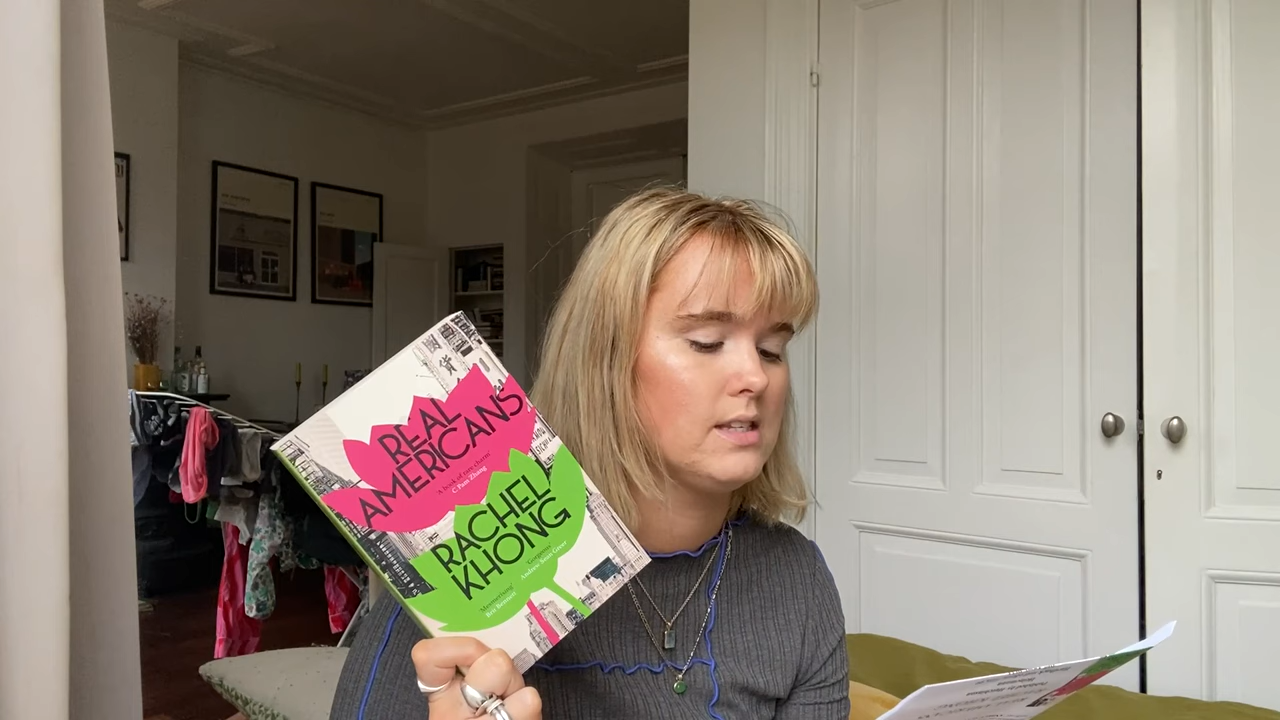 REAL
AMERICANS
'A book of rare charm'
C Pam Zhang
RACHEL
KHONG
'Gorgeous'
Andrew Sean Greer
'Mesmerising'
Brit Bennett